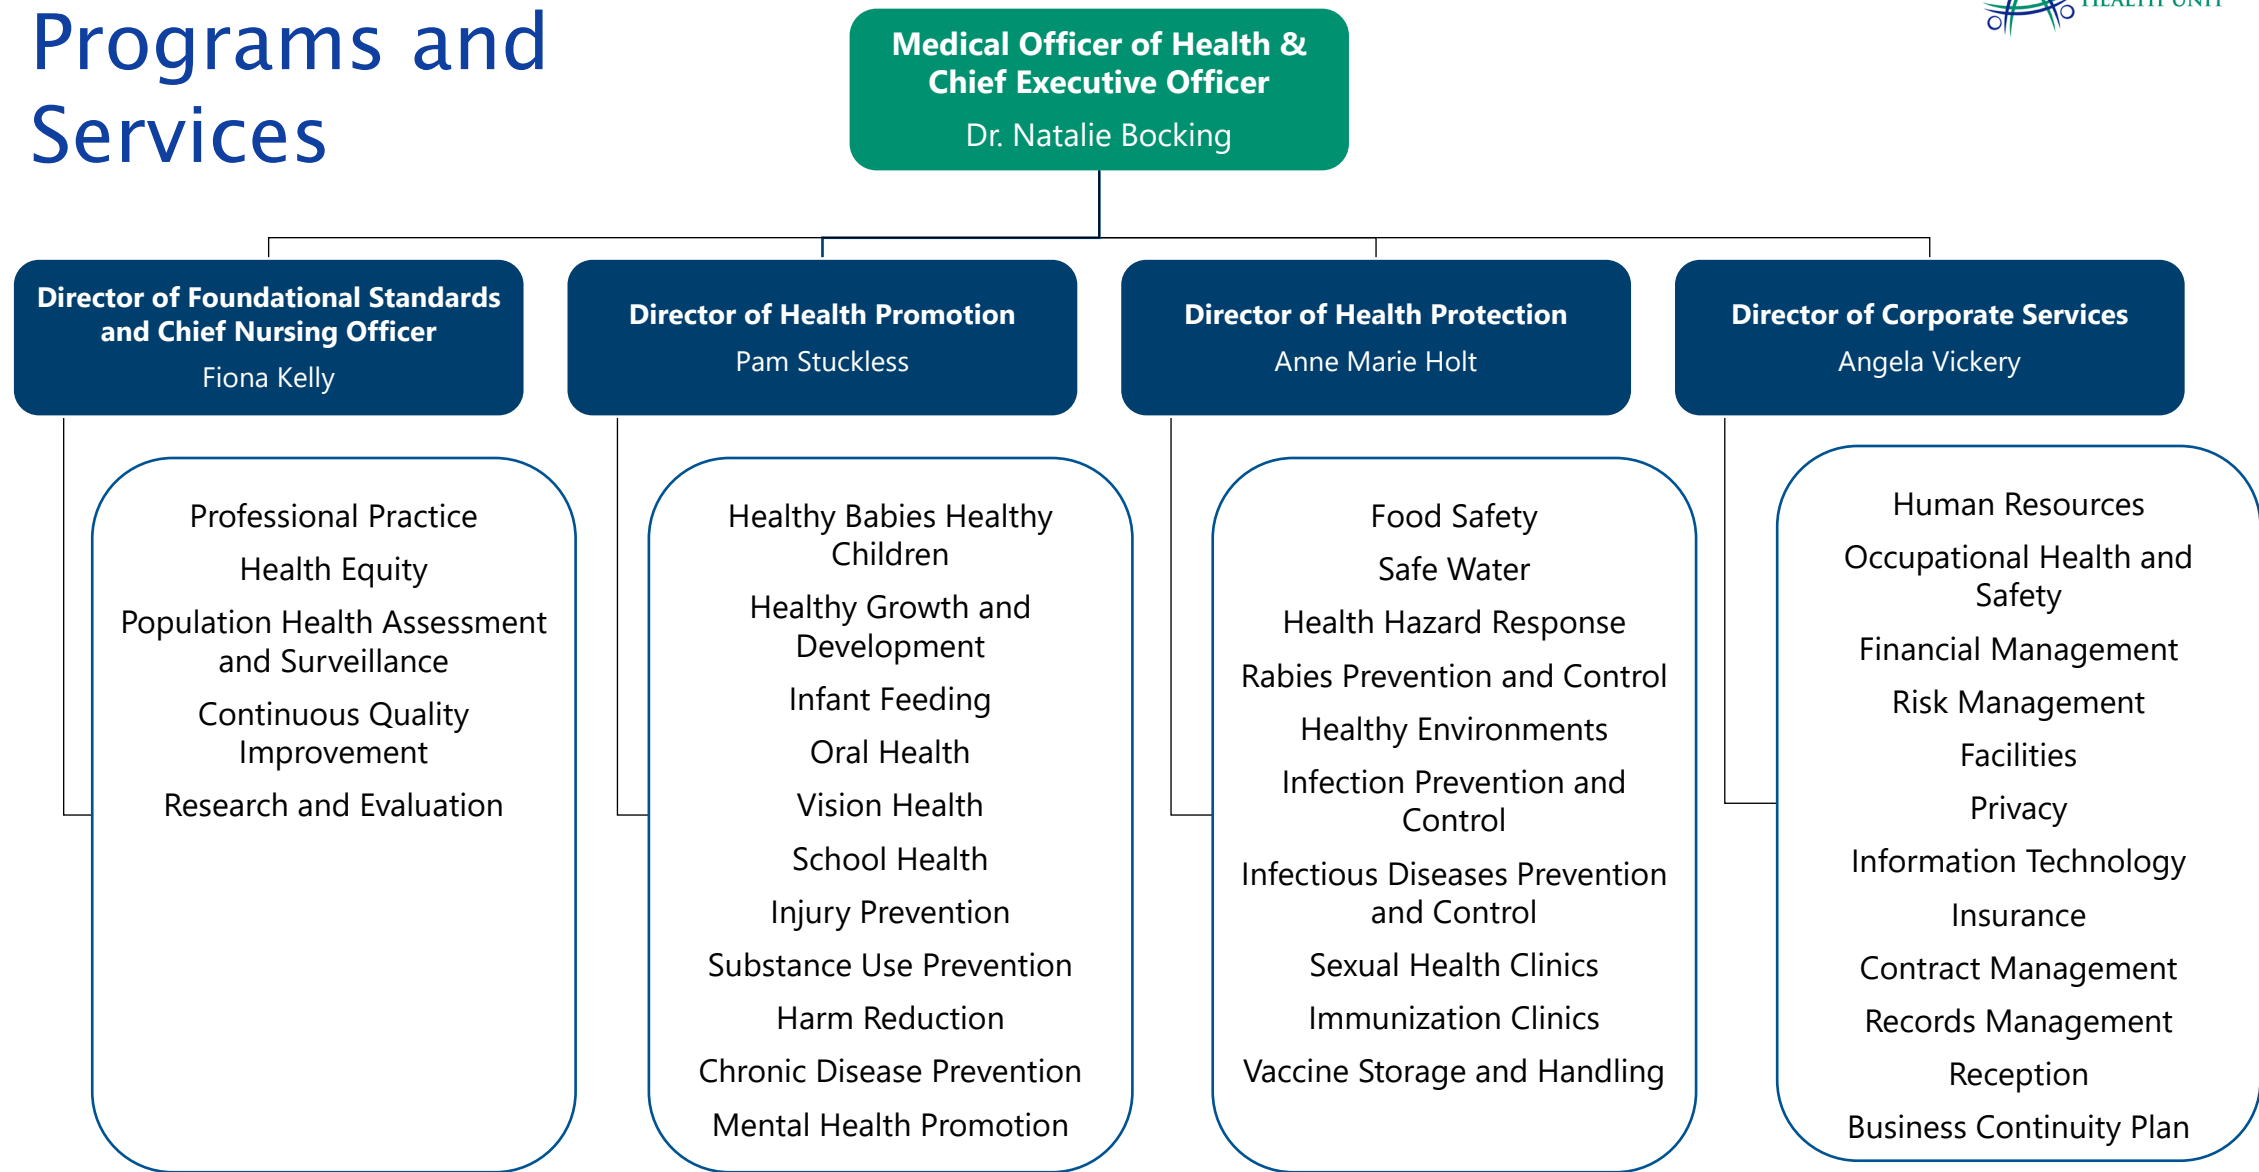 Programs and
Services
HEALTH UNIT
Medical Officer of Health &
Chief Executive Officer
Dr. Natalie Bocking
Director of Foundational Standards
and Chief Nursing Officer
Fiona Kelly
Director of Health Promotion
Pam Stuckless
Director of Health Protection
Anne Marie Holt
Director of Corporate Services
Angela Vickery
Professional Practice
Health Equity
Population Health Assessment
and Surveillance
Continuous Quality
Improvement
Research and Evaluation
Healthy Babies Healthy
Children
Healthy Growth and
Development
Infant Feeding
Oral Health
Vision Health
School Health
Injury Prevention
Substance Use Prevention
Harm Reduction
Chronic Disease Prevention
Mental Health Promotion
Food Safety
Safe Water
Health Hazard Response
Rabies Prevention and Control
Healthy Environments
Infection Prevention and
Control
Infectious Diseases Prevention
and Control
Sexual Health Clinics
Immunization Clinics
Vaccine Storage and Handling
Human Resources
Occupational Health and
Safety
Financial Management
Risk Management
Facilities
Privacy
Information Technology
Insurance
Contract Management
Records Management
Reception
Business Continuity Plan